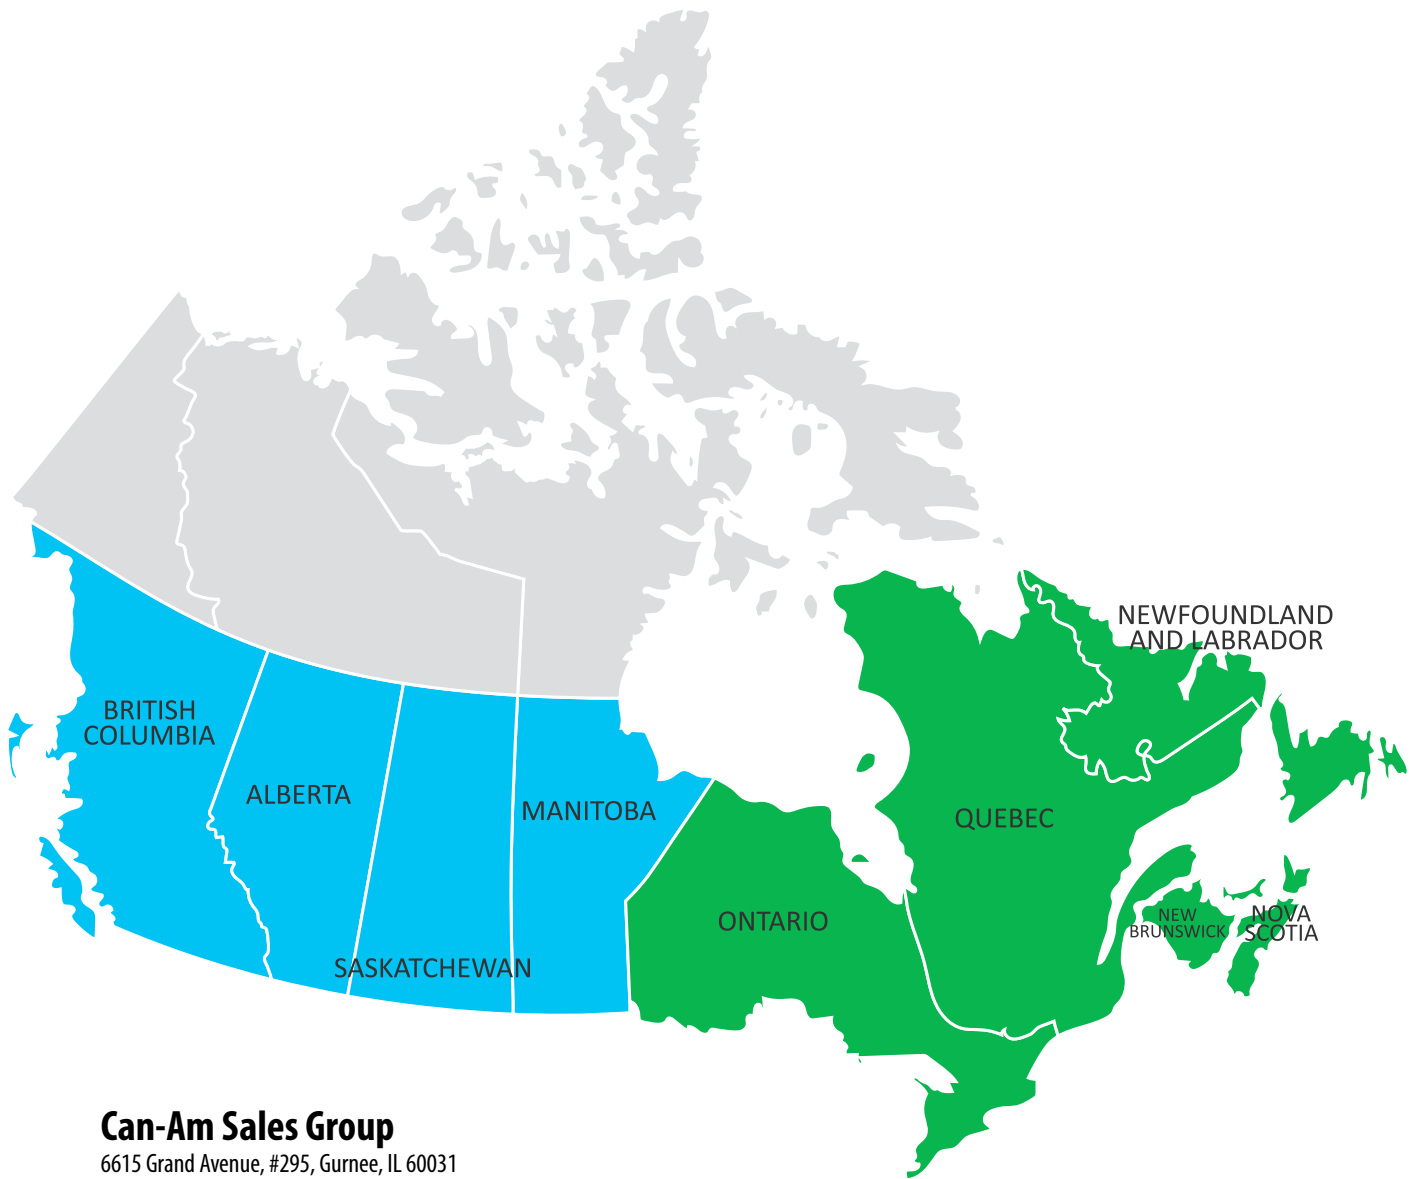 NEWFOUNDLAND
AND LABRADOR
BRITISH
COLUMBIA
ALBERTA
MANITOBA
QUEBEC
ONTARIO
NEW
BRUNSWICK
NOVA
SCOTIA
SASKATCHEWAN
Can-Am Sales Group
6615 Grand Avenue, #295, Gurnee, IL 60031